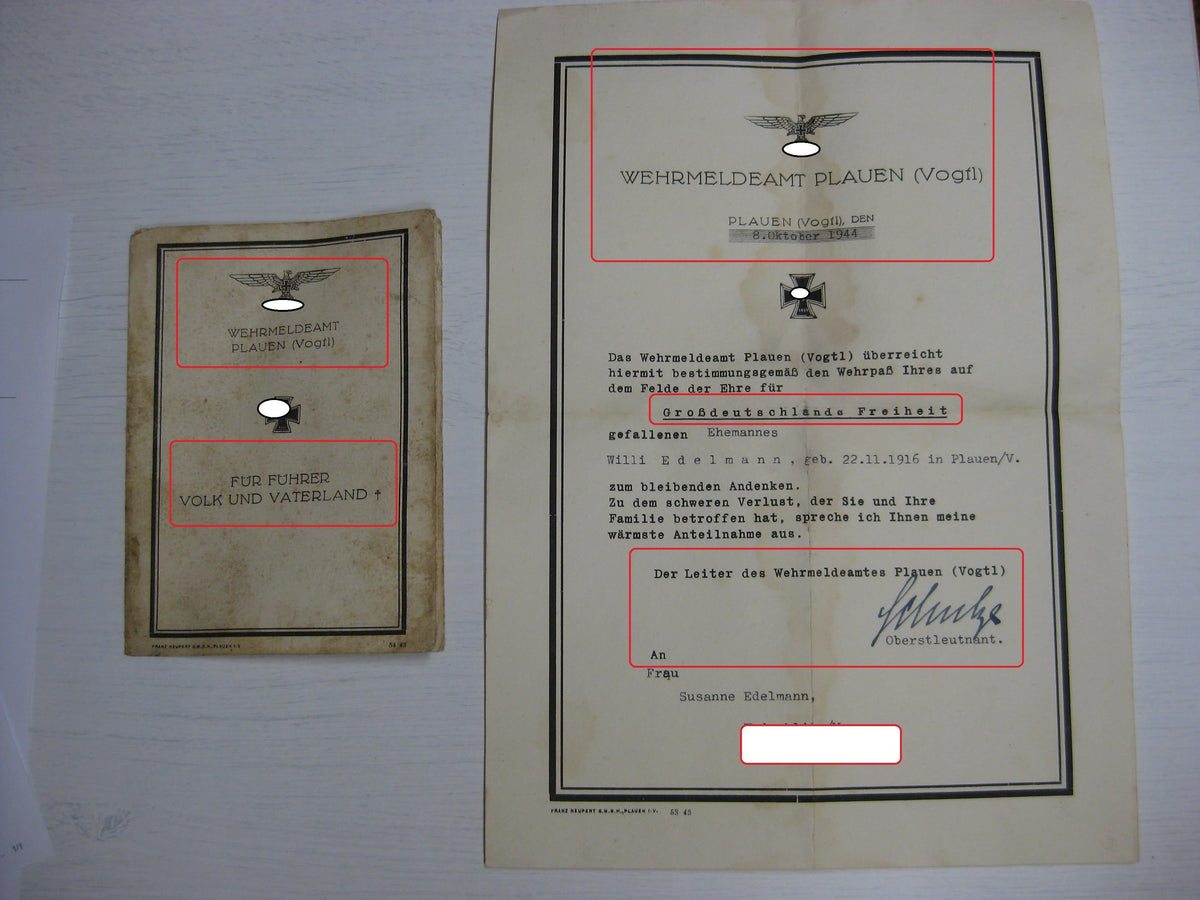 WEHRMELDEAMT
PLAUEN (Vogtl)
FÜR FÜHRER
VOLK UND VATERLAND †
FRANZ NEUPERT G.M.B.H., PLAUEN I.V.
WEHRMELDEAMT PLAUEN (Vogtl)
PLAUEN (Vogtl), DEN
8.Oktober 1944
Das Wehrmeldeamt Plauen (Vogtl) überreicht
hiermit bestimmungsgemäß den Wehrpaß Ihres auf
dem Felde der Ehre für
Großdeutschlands Freiheit
gefallenen Ehemannes
Willi Edelmann, geb. 22.11.1916 in Plauen/V.
zum bleibenden Andenken.
Zu dem schweren Verlust, der Sie und Ihre
Familie betroffen hat, spreche ich Ihnen meine
wärmste Anteilnahme aus.
Der Leiter des Wehrmeldeamtes Plauen (Vogtl)
Oberstleutnant.
An
Frau
Susanne Edelmann,
FRANZ NEUPERT G.M.B.H., PLAUEN I.V.